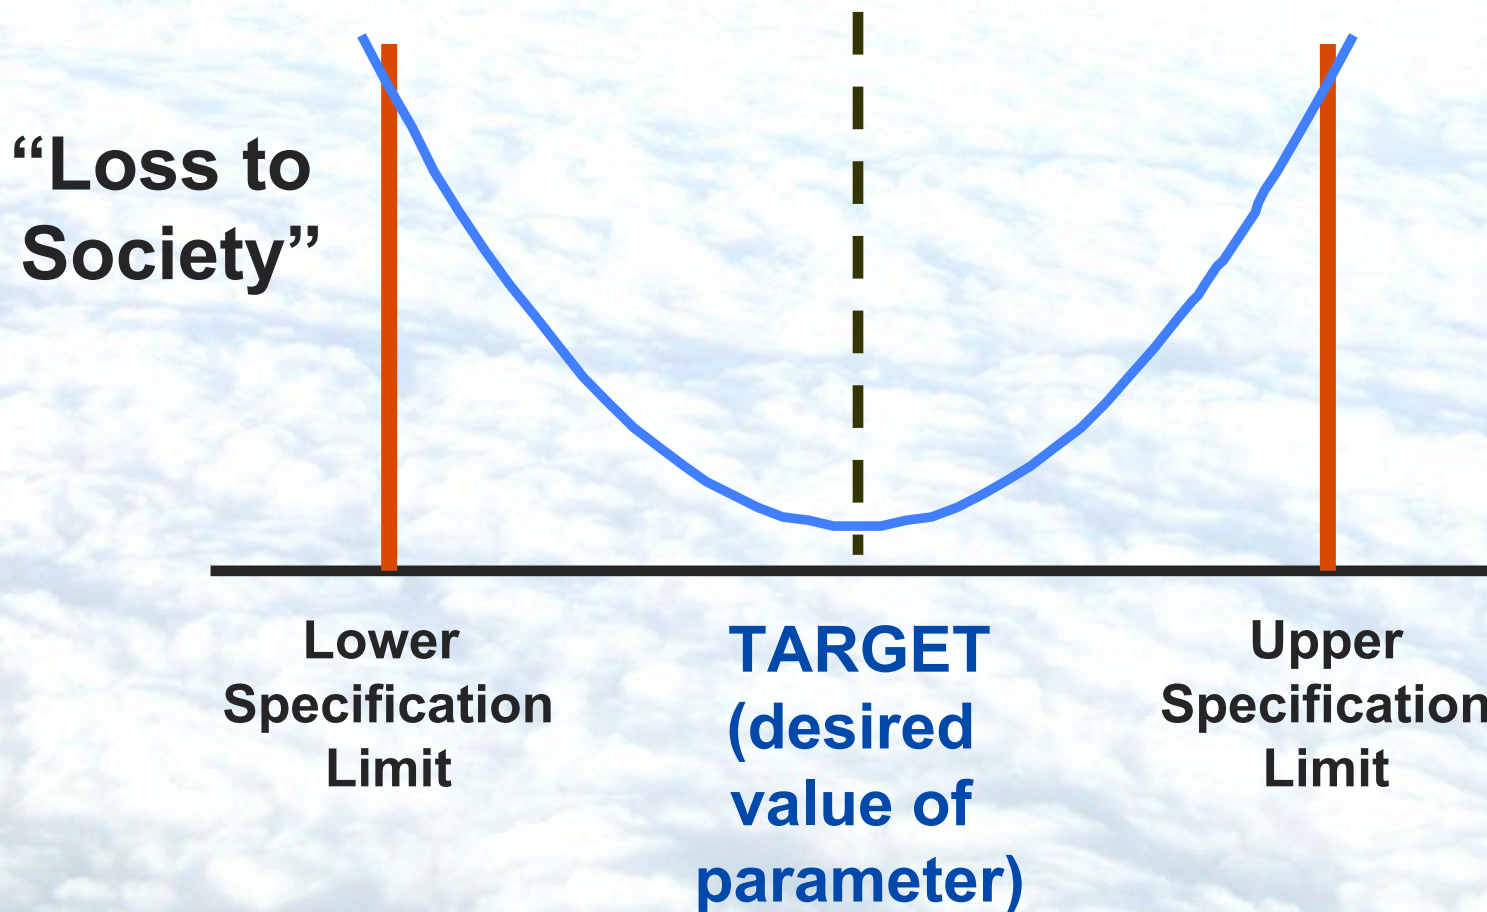 “Loss to
Society”
Lower
Specification
Limit
TARGET
(desired
value of
parameter)
Upper
Specification
Limit